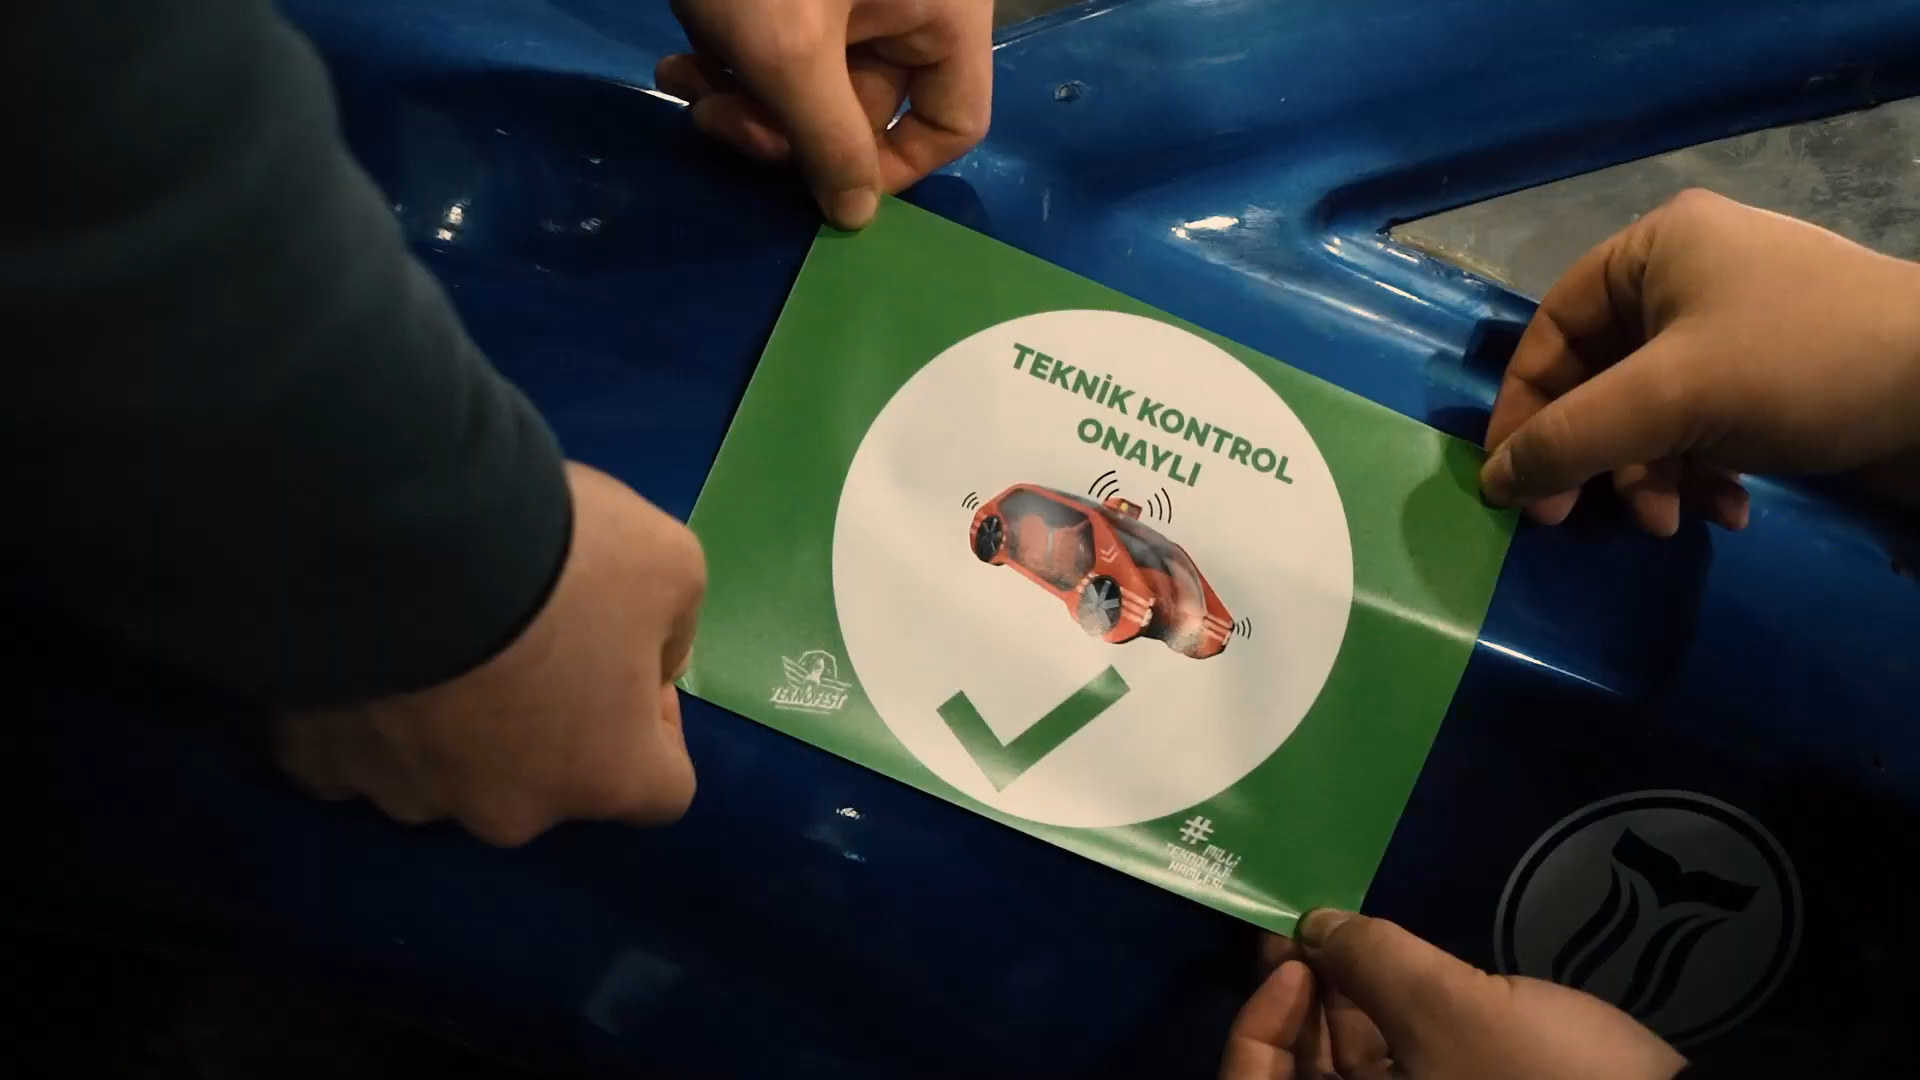 TEKNİK KONTROL
ONAYLI
TEKNOFEST
#
MİLLİ
TEKNOLOJİ
HAMLESİ